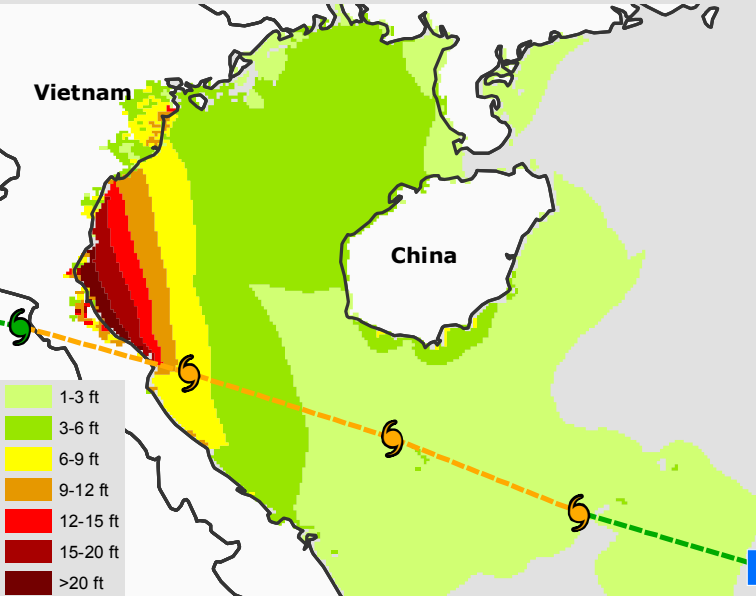 Vietnam
China
1-3 ft
3-6 ft
6-9 ft
9-12 ft
12-15 ft
15-20 ft
>20 ft